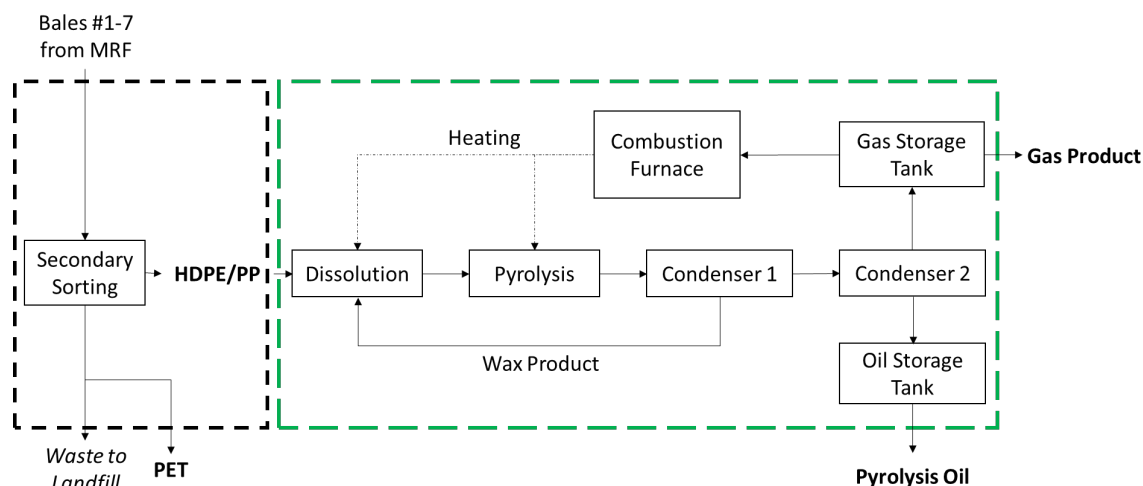 Bales #1-7
from MRF
Heating
Combustion
Furnace
Gas Storage
Tank
Gas Product
Secondary
Sorting
HDPE/PP
Dissolution
Pyrolysis
Condenser 1
Condenser 2
Wax Product
Oil Storage
Tank
Waste to
Landfill
PET
Pyrolysis Oil